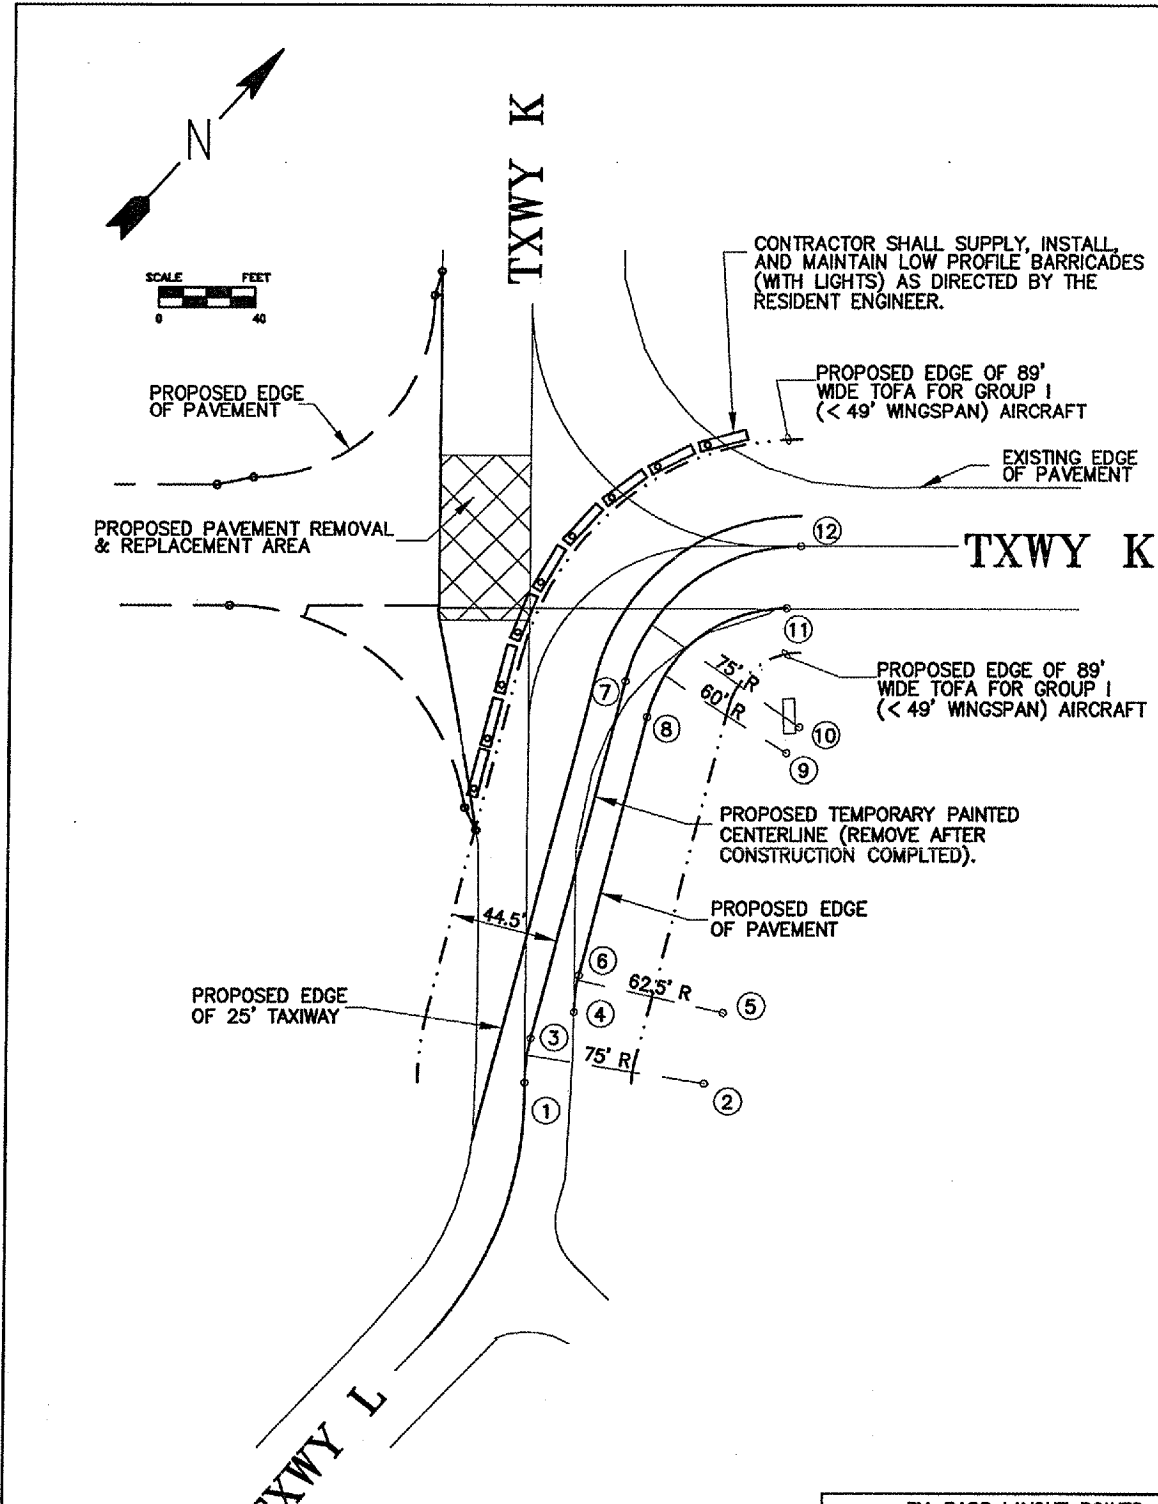 N
TXWY K
SCALE FEET
0 40
CONTRACTOR SHALL SUPPLY, INSTALL,
AND MAINTAIN LOW PROFILE BARRICADES
(WITH LIGHTS) AS DIRECTED BY THE
RESIDENT ENGINEER.
PROPOSED EDGE
OF PAVEMENT
PROPOSED EDGE OF 89'
WIDE TOFA FOR GROUP I
(< 49' WINGSPAN) AIRCRAFT
EXISTING EDGE
OF PAVEMENT
PROPOSED PAVEMENT REMOVAL
& REPLACEMENT AREA
12
TXWY K
11
75' R
60' R
PROPOSED EDGE OF 89'
WIDE TOFA FOR GROUP I
(< 49' WINGSPAN) AIRCRAFT
7
8
10
9
PROPOSED TEMPORARY PAINTED
CENTERLINE (REMOVE AFTER
CONSTRUCTION COMPLTED).
44.5'
PROPOSED EDGE
OF PAVEMENT
6
62.5' R
5
PROPOSED EDGE
OF 25' TAXIWAY
4
3
75' R
2
1
TXWY L